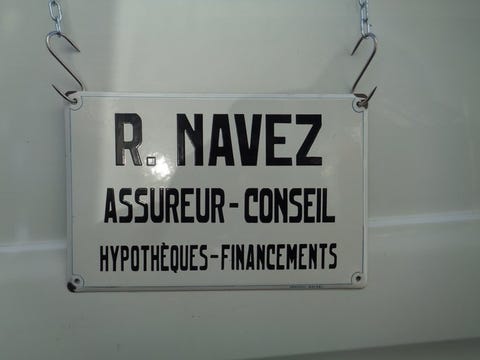 R. NAVEZ
ASSUREUR-CONSEIL
HYPOTHÈQUES-FINANCEMENTS